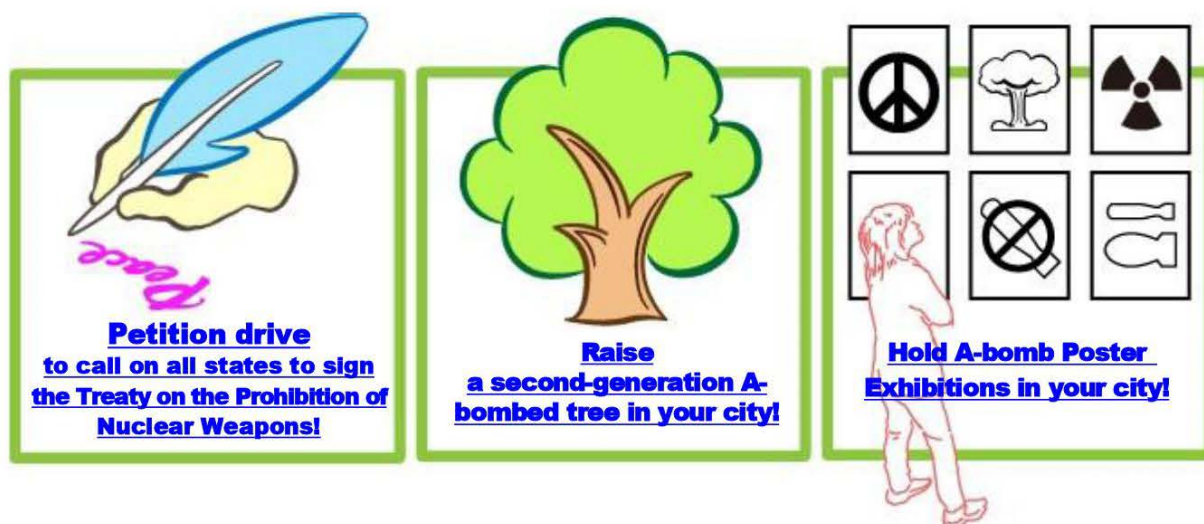 Peace
Petition drive
to call on all states to sign
the Treaty on the Prohibition of
Nuclear Weapons!
Raise
a second-generation A-
bombed tree in your city!
Hold A-bomb Poster
Exhibitions in your city!